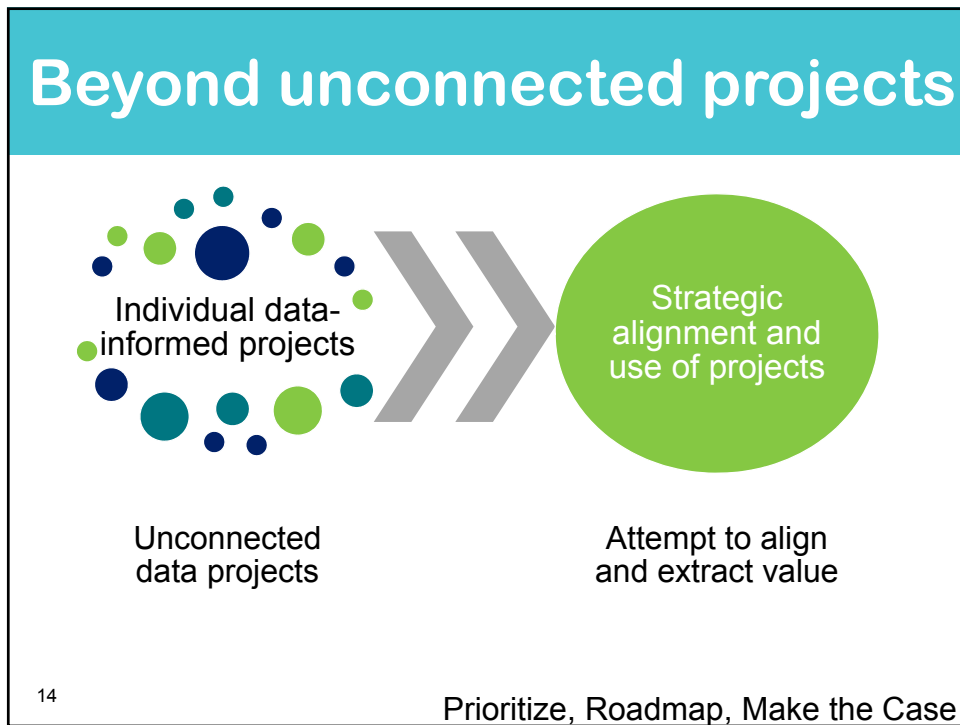 Beyond unconnected projects
Individual data-
informed projects
Strategic
alignment and
use of projects
Unconnected
data projects
Attempt to align
and extract value
14
Prioritize, Roadmap, Make the Case